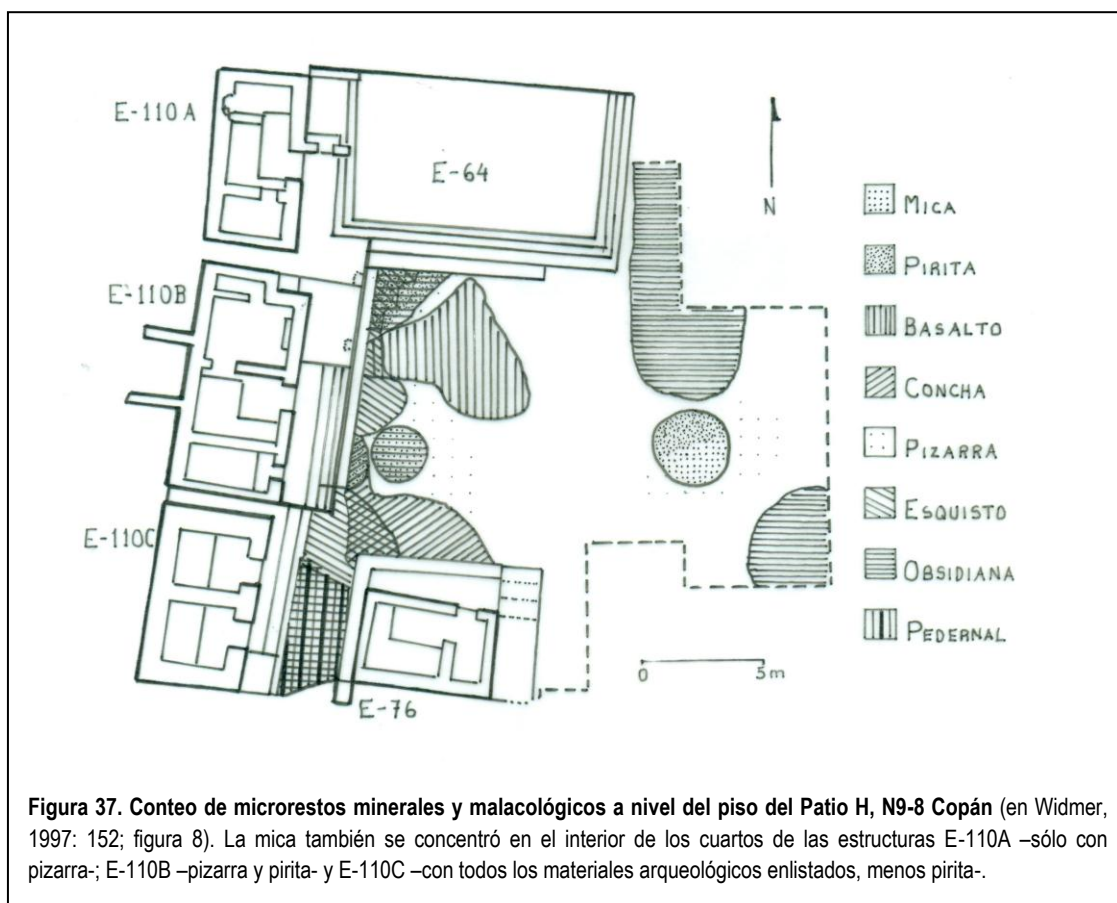 E-110A
E-64
N
MICA
PIRITA
E-110B
BASALTO
CONCHA
PIZARRA
ESQUISTO
E-110C
OBSIDIANA
PEDERNAL
0 5m
E-76
Figura 37. Conteo de microrestos minerales y malacológicos a nivel del piso del Patio H, N9-8 Copán (en Widmer,
1997: 152; figura 8). La mica también se concentró en el interior de los cuartos de las estructuras E-110A –sólo con
pizarra-; E-110B –pizarra y pirita- y E-110C –con todos los materiales arqueológicos enlistados, menos pirita-.